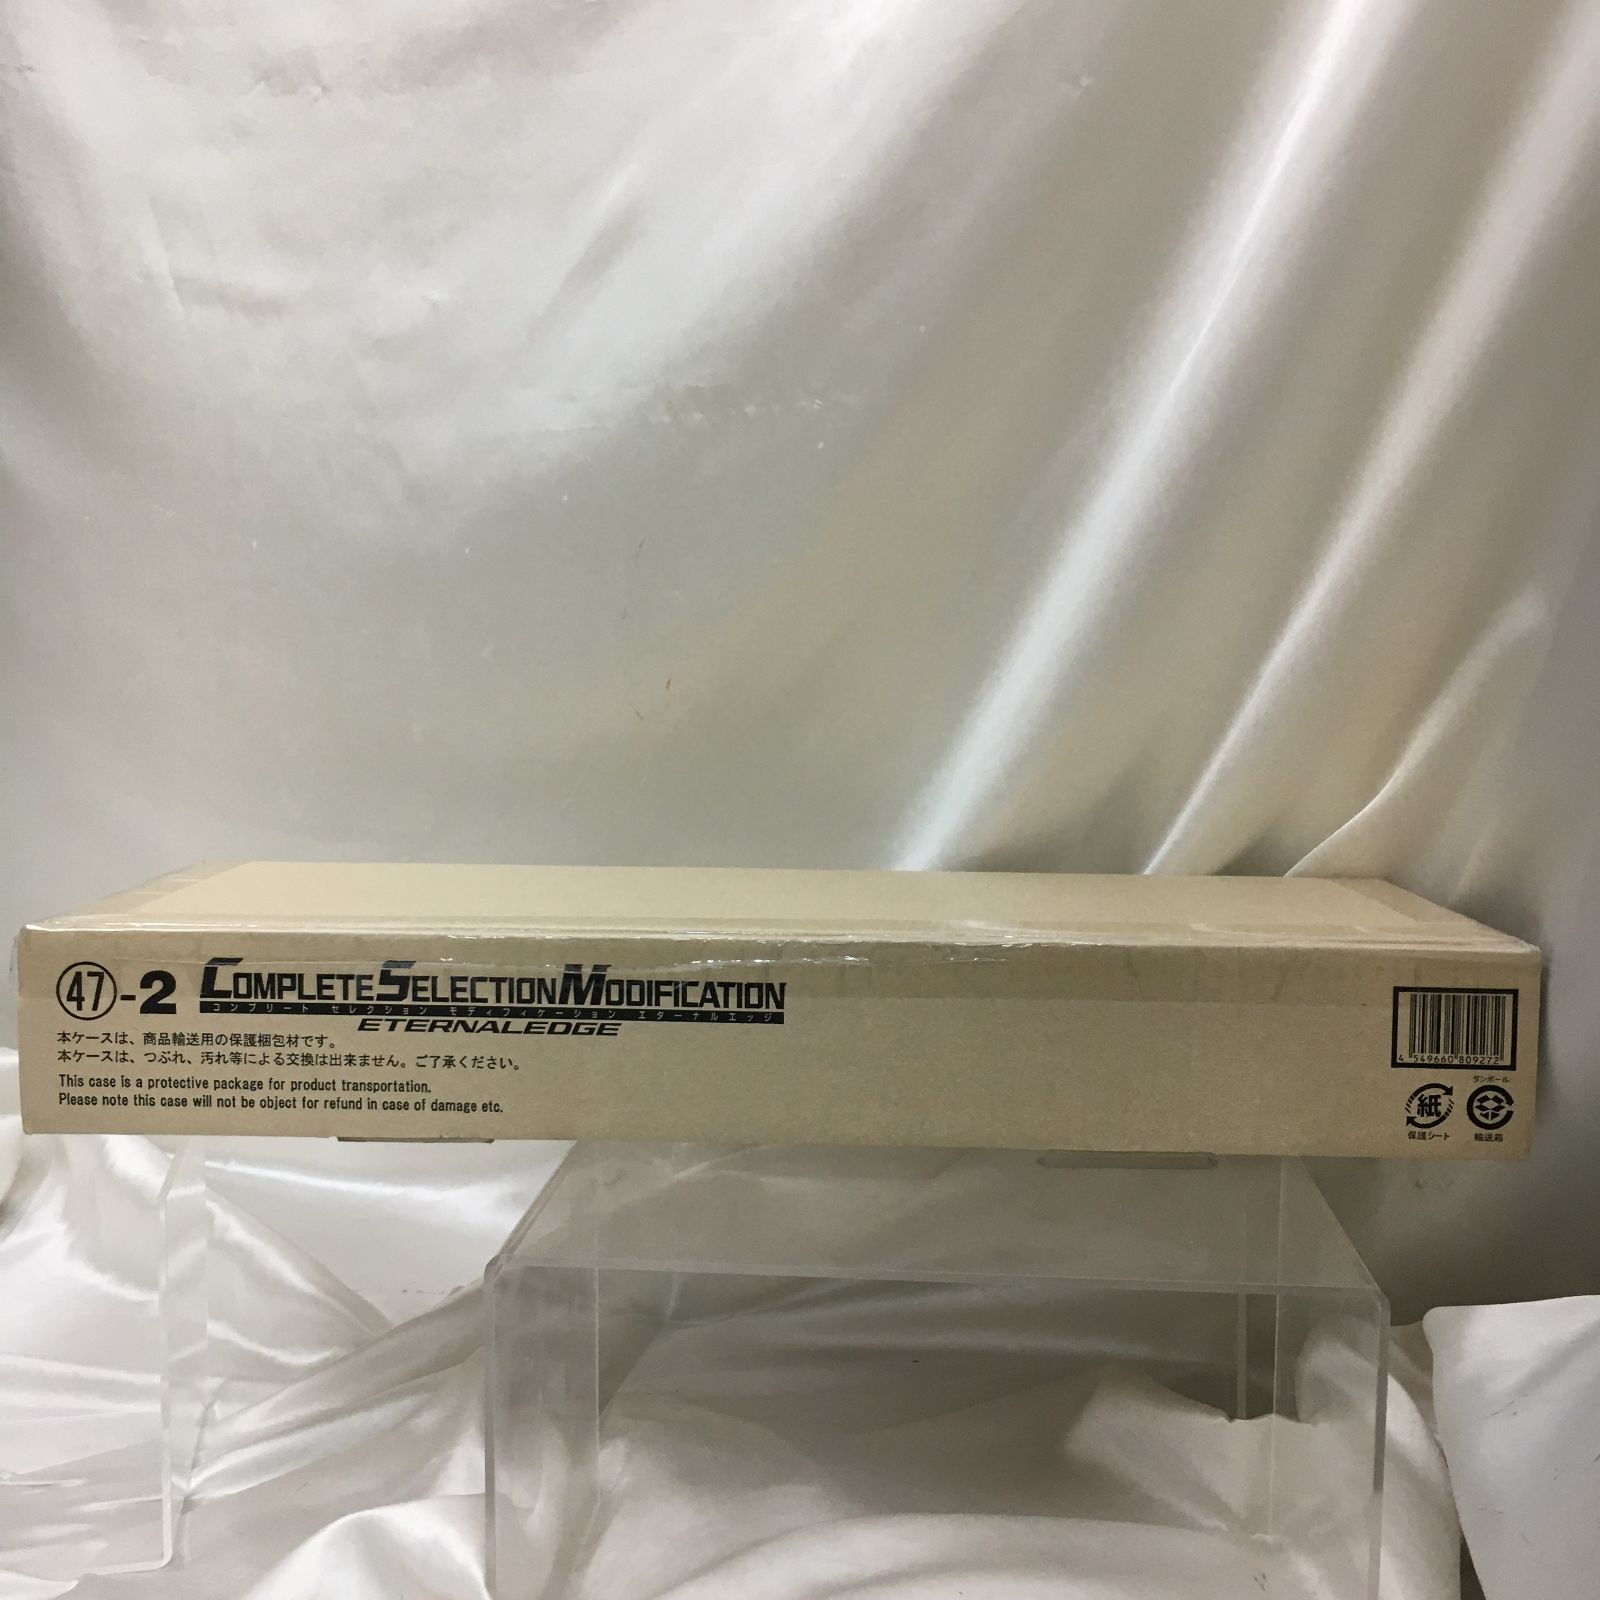 ㊼-2 COMPLETE SELECTION MODIFICATION
コンプリート セレクション モディフィケーション エターナルエッジ
ETERNALEDGE
本ケースは、商品輸送用の保護梱包材です。
本ケースは、つぶれ、汚れ等による交換は出来ません。ご了承ください。
This case is a protective package for product transportation.
Please note this case will not be object for refund in case of damage etc.
4 549660 809272
紙
保護シート
ダンボール
輸送箱